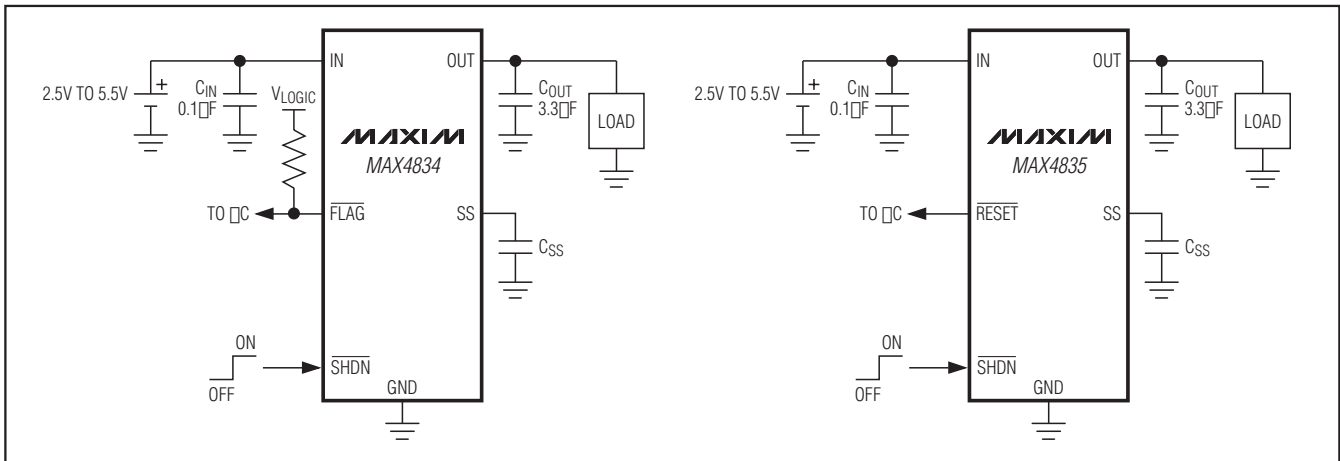 IN
OUT
2.5V TO 5.5V
+
CIN
0.1▯F
VLOGIC
COUT
3.3▯F
LOAD
MAXIM
MAX4834
TO ▯C
FLAG
SS
CSS
ON
OFF
SHDN
GND
IN
OUT
2.5V TO 5.5V
+
CIN
0.1▯F
COUT
3.3▯F
LOAD
MAXIM
MAX4835
TO ▯C
RESET
SS
CSS
ON
OFF
SHDN
GND